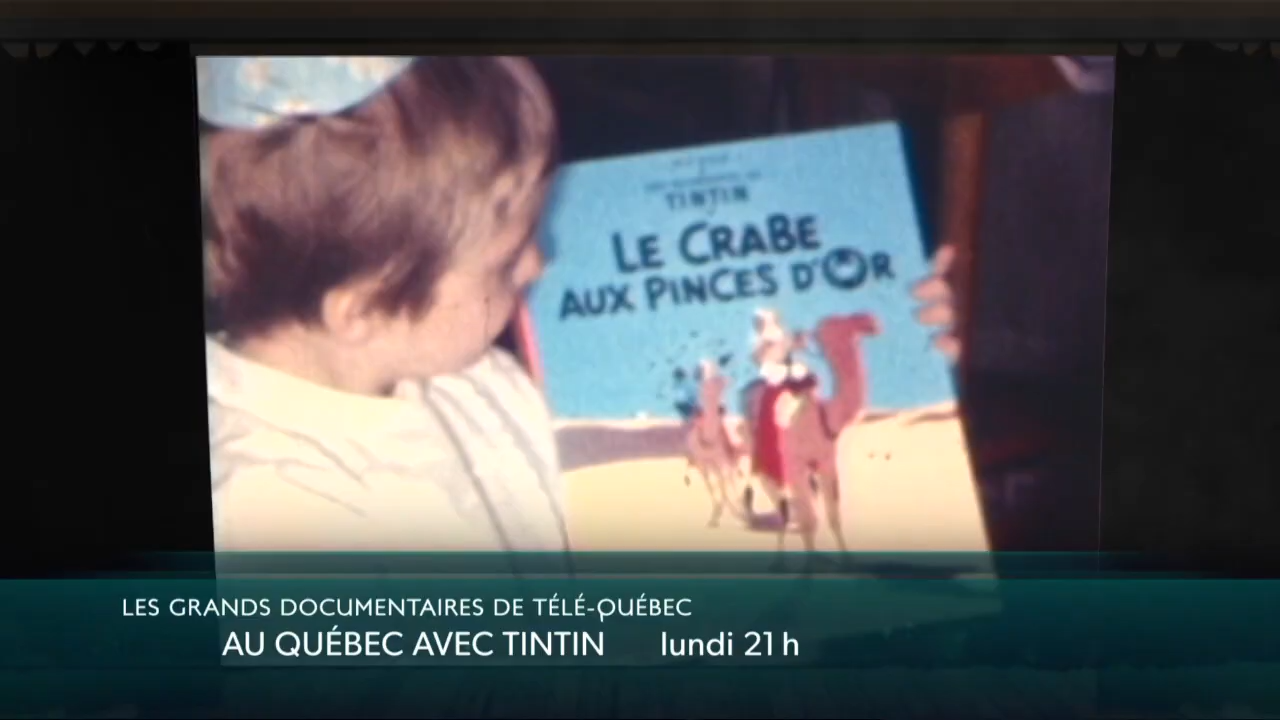 TINTIN
LE CRABE
AUX PINCES D'OR
LES GRANDS DOCUMENTAIRES DE TÉLÉ-QUÉBEC
AU QUÉBEC AVEC TINTIN lundi 21 h